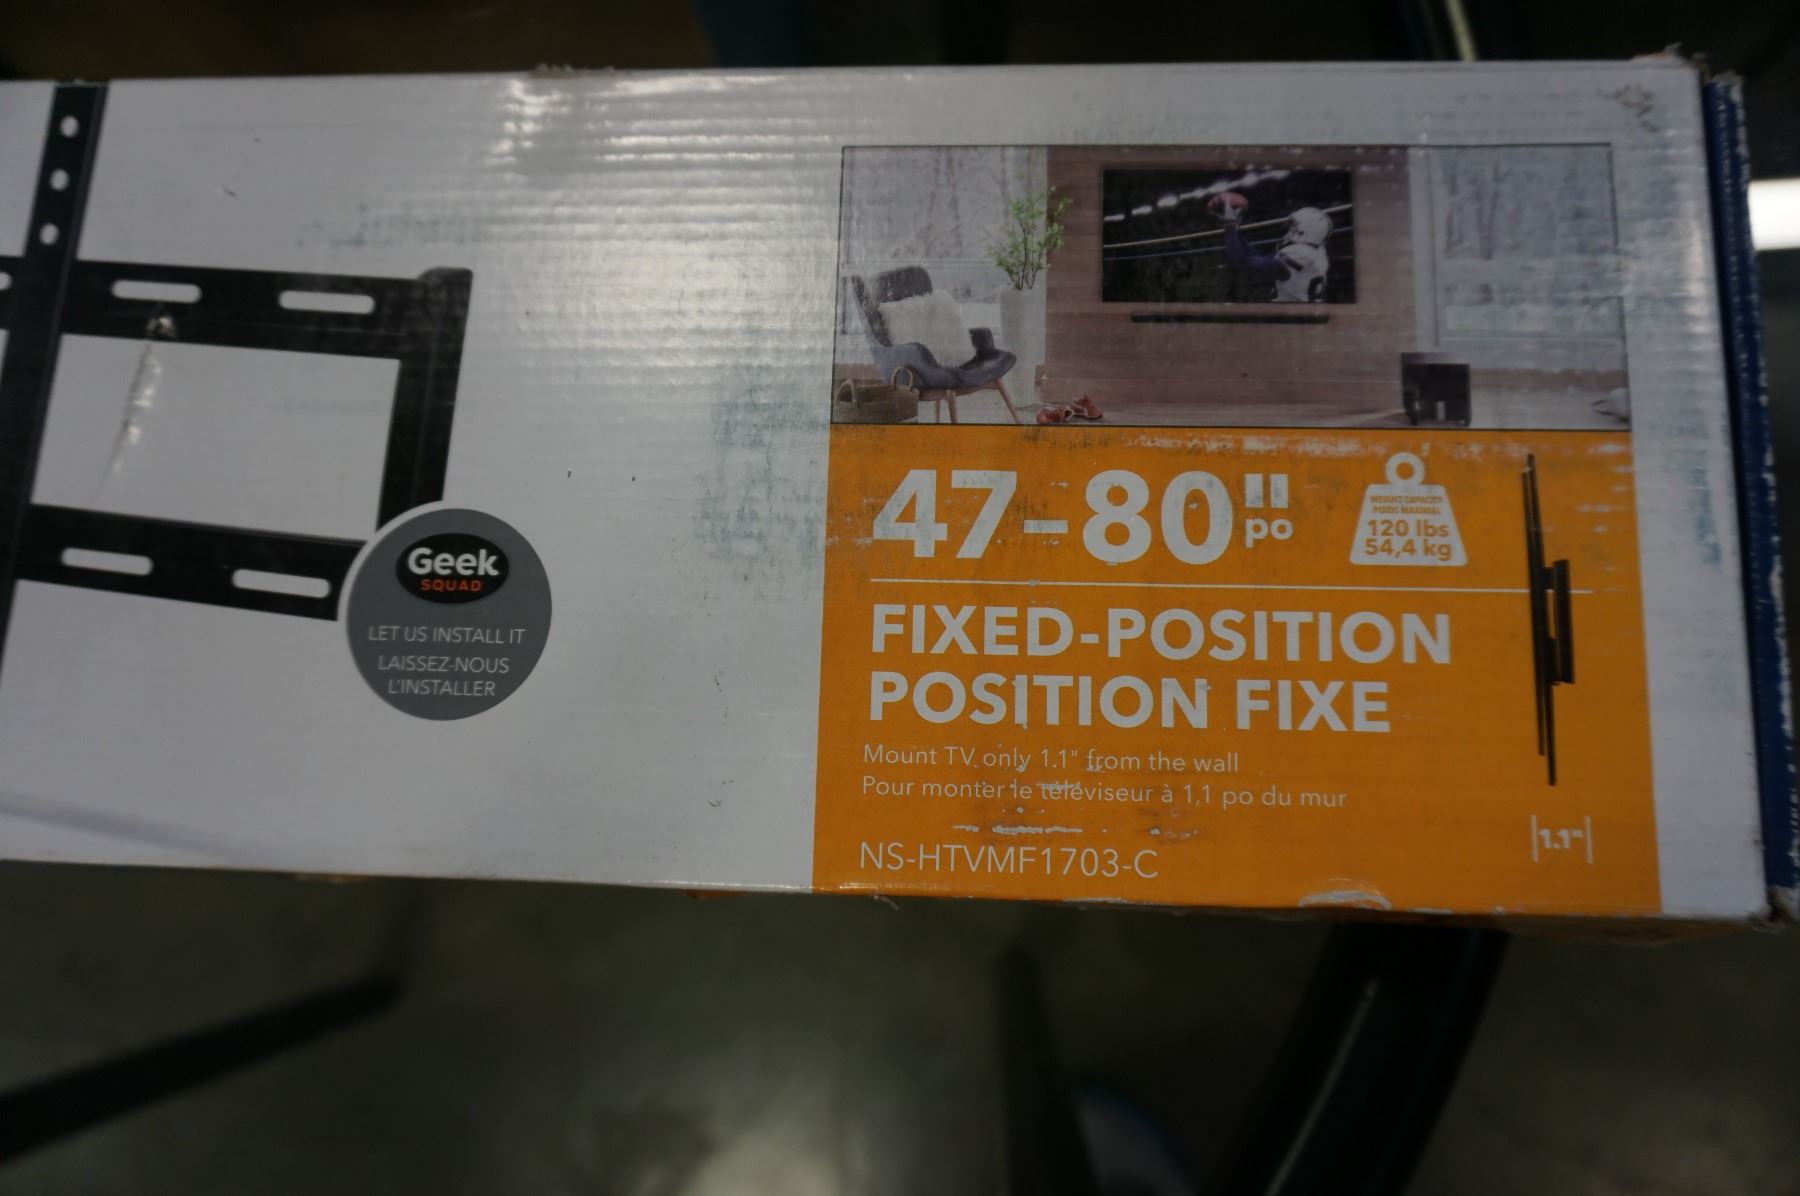 Geek
SQUAD
LET US INSTALL IT
LAISSEZ-NOUS
L'INSTALLER
47-80"
po
WEIGHT CAPACITY
POIDS MAXIMAL
120 lbs
54,4 kg
FIXED-POSITION
POSITION FIXE
Mount TV only 1.1" from the wall
Pour monter le téléviseur à 1,1 po du mur
1.1"
NS-HTVMF1703-C